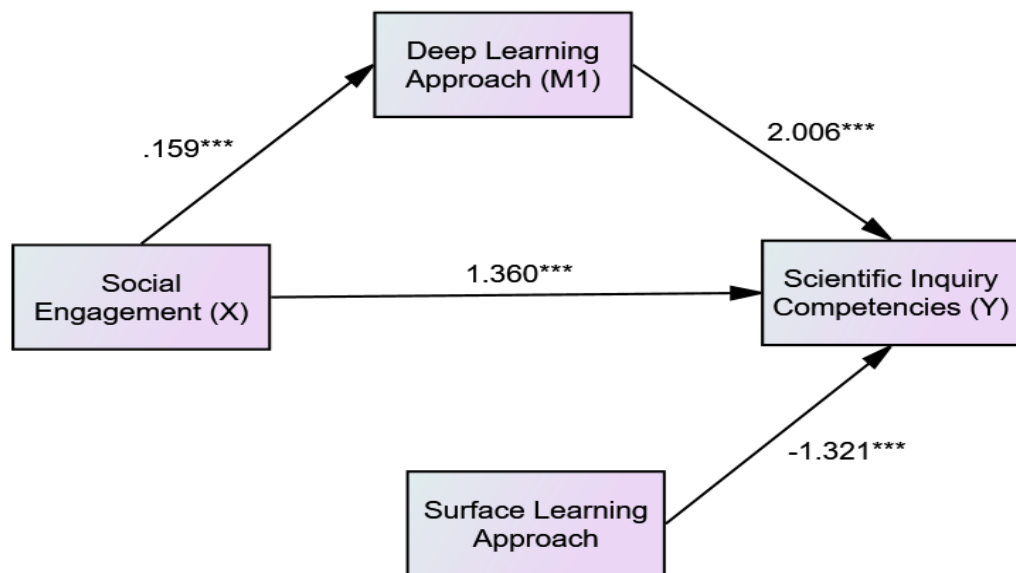 Deep Learning
Approach (M1)
.159***
2.006***
Social
Engagement (X)
1.360***
Scientific Inquiry
Competencies (Y)
-1.321***
Surface Learning
Approach